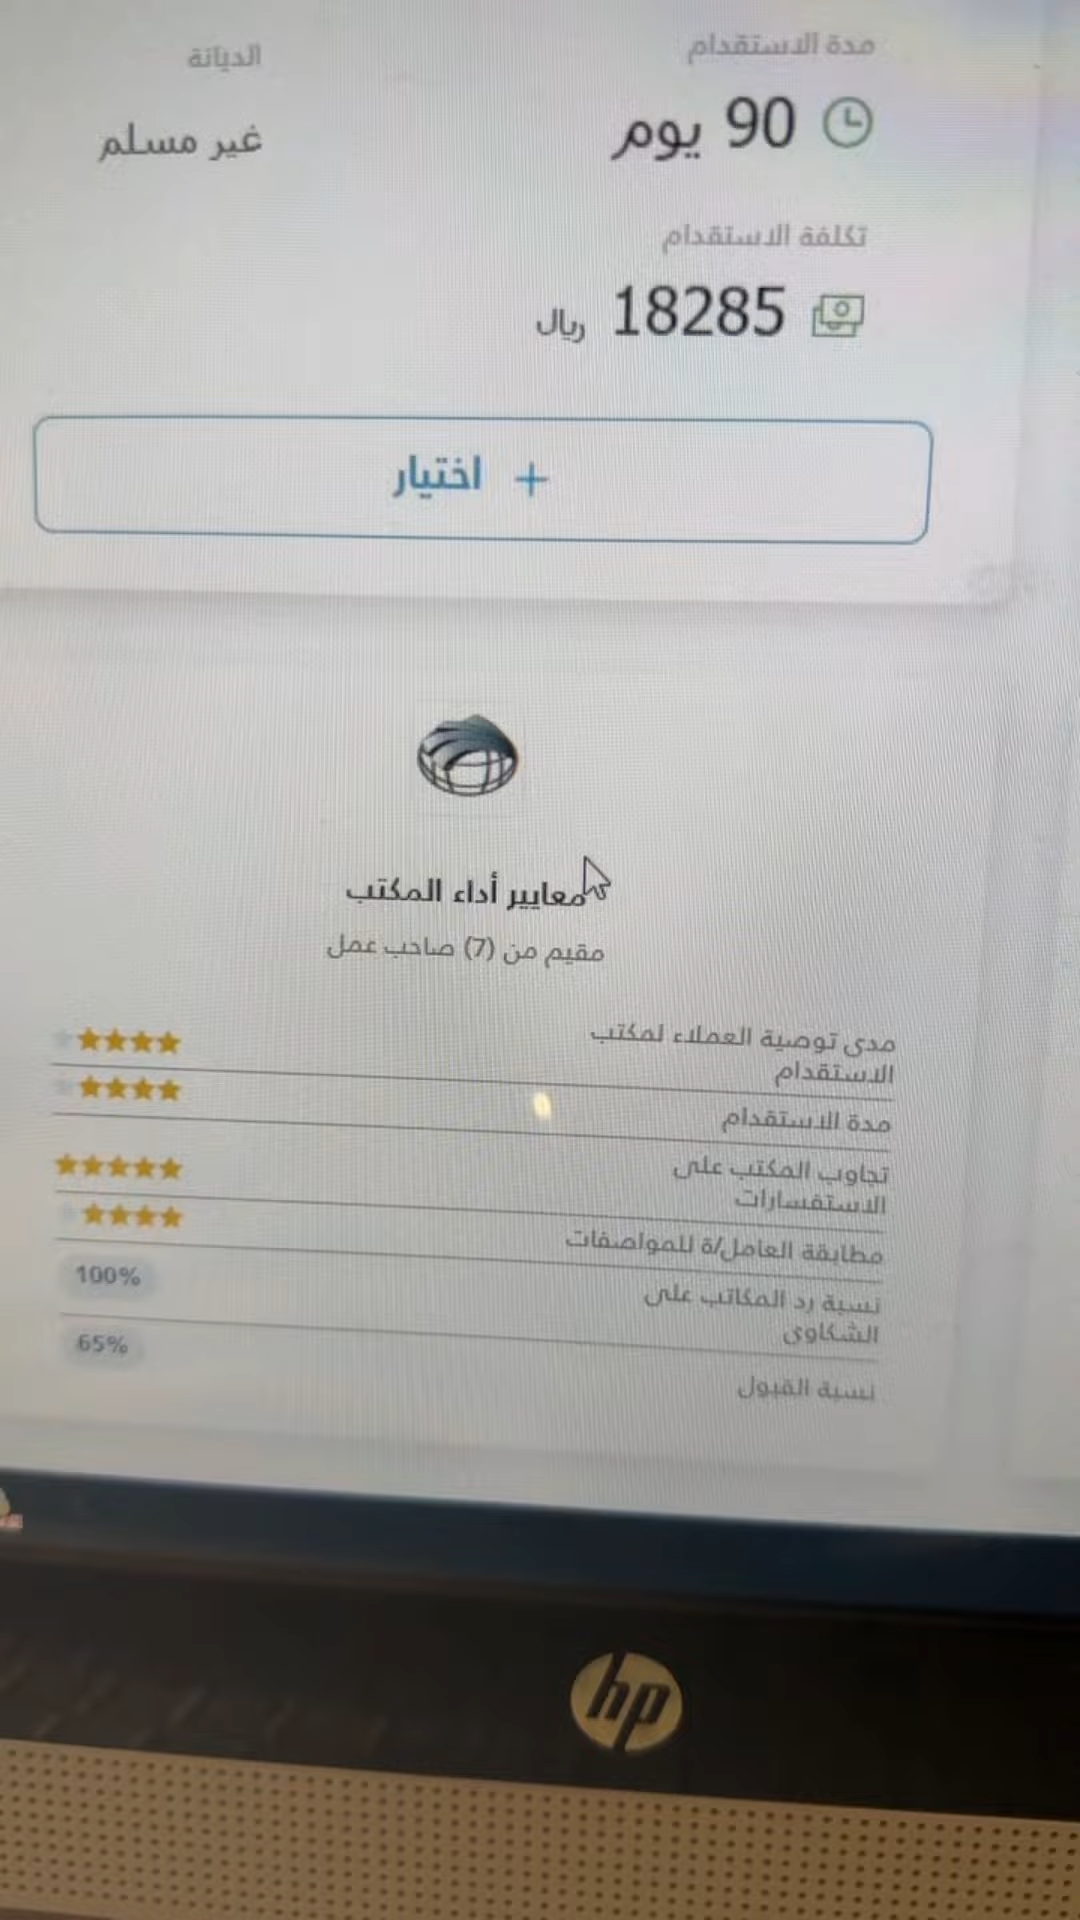 مدة الاستقدام
الديانة
90 يوم
غير مسلم
تكلفة الاستقدام
18285 ريال
+ اختيار
معايير أداء المكتب
مقيم من (7) صاحب عمل
مدى توصية العملاء لمكتب
الاستقدام
مدة الاستقدام
تجاوب المكتب على
الاستفسارات
مطابقة العامل/ة للمواصفات
نسبة رد المكاتب على
الشكاوى
100%
نسبة القبول
65%
hp